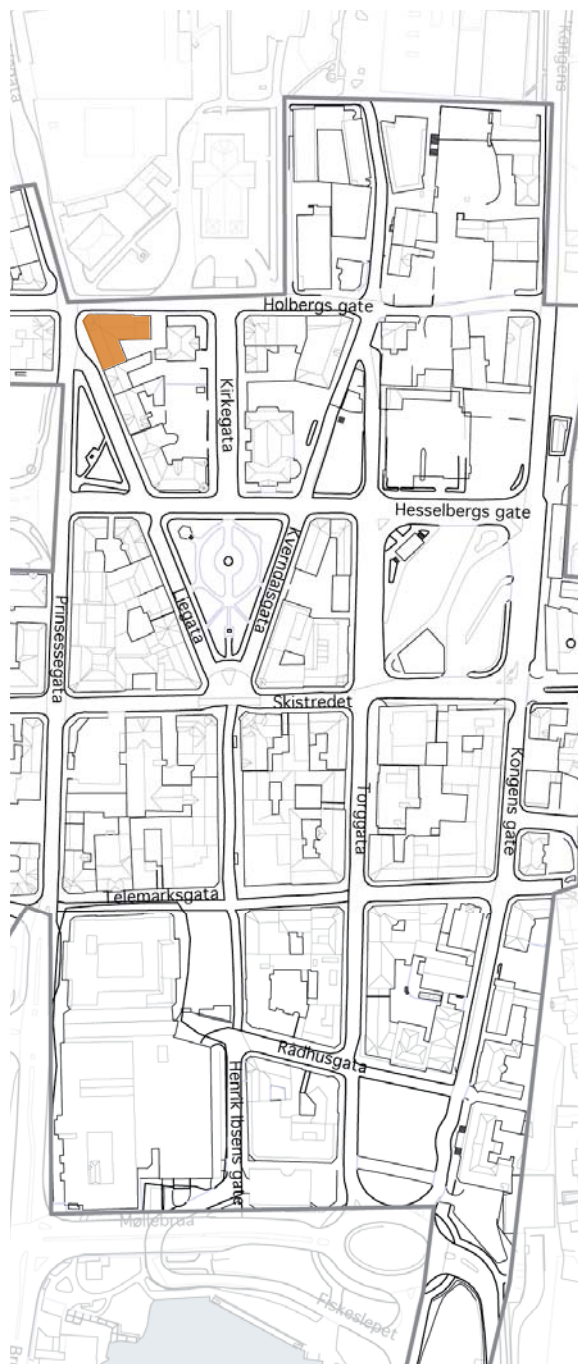 Kongens
Holbergs gate
Kirkegata
Hesselbergs gate
Kverndalsgata
Liegata
Prinsessegata
Skistredet
Torggata
Kongens gate
Telemarksgata
Rådhusgata
Henrik Ibsens gate
Møllebrua
Fiskeslepet